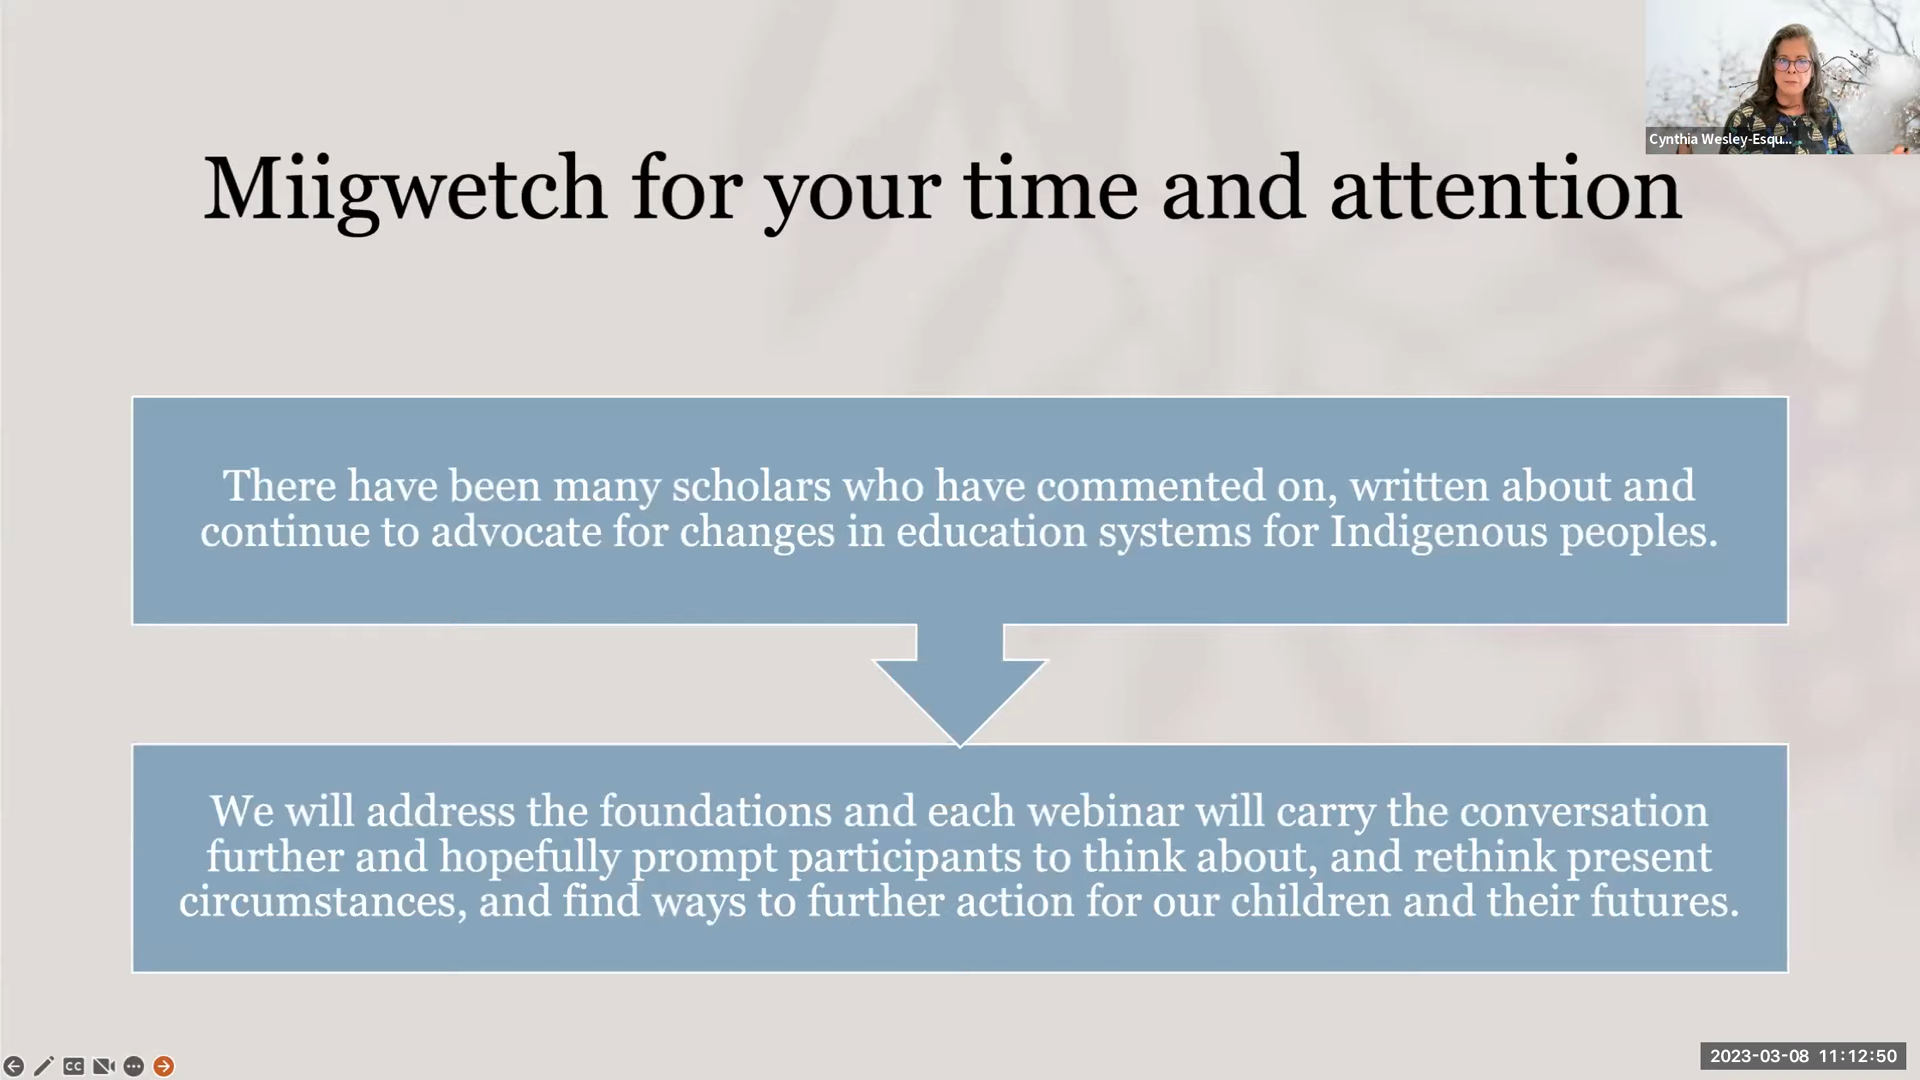 Cynthia Wesley-Esqu...
Miigwetch for your time and attention
There have been many scholars who have commented on, written about and
continue to advocate for changes in education systems for Indigenous peoples.
We will address the foundations and each webinar will carry the conversation
further and hopefully prompt participants to think about, and rethink present
circumstances, and find ways to further action for our children and their futures.
CC
2023-03-08 11:12:50